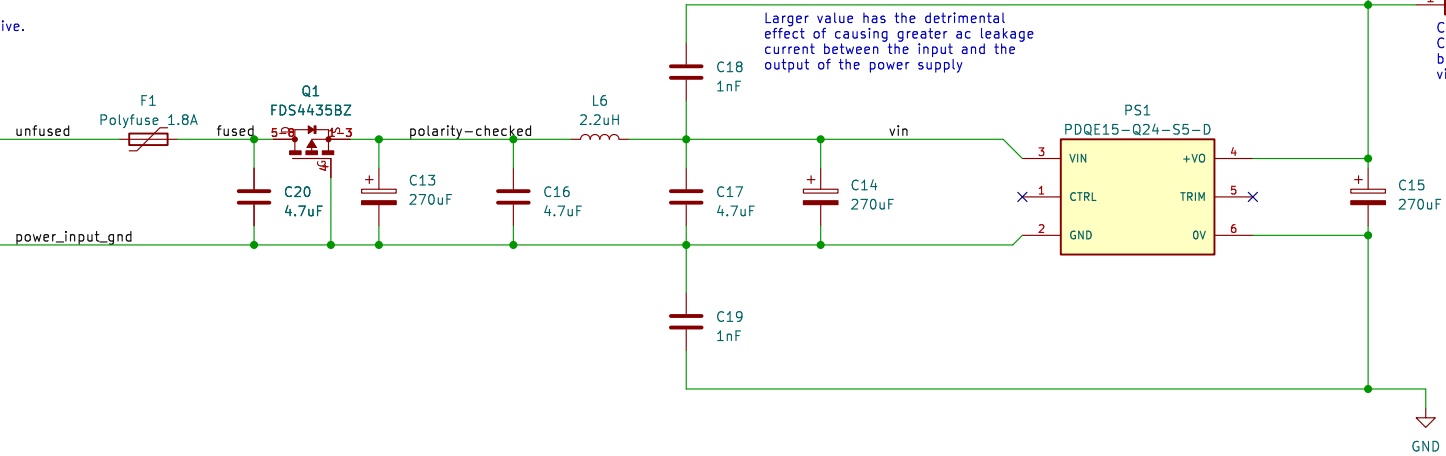 ive.
Larger value has the detrimental
effect of causing greater ac leakage
current between the input and the
output of the power supply
C
C
b
vi
1
C18
1nF
F1
Polyfuse 1.8A
Q1
FDS4435BZ
L6
2.2uH
PS1
PDQE15-Q24-S5-D
unfused
fused
5-8
1-3
4
polarity-checked
vin
3 VIN
+VO 4
1 CTRL
TRIM 5
2 GND
0V 6
C20
4.7uF
C13
270uF
C16
4.7uF
C17
4.7uF
C14
270uF
C15
270uF
power_input_gnd
C19
1nF
GND